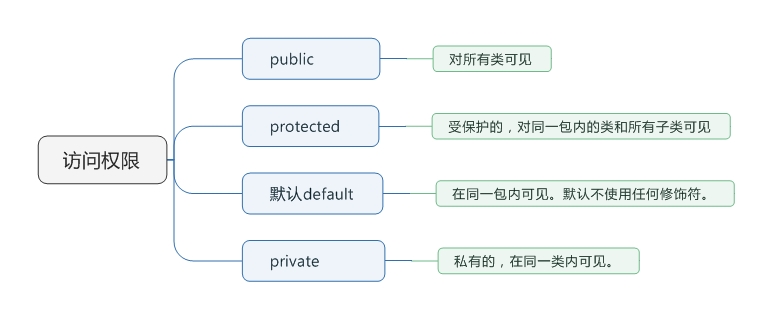 访问权限
public
对所有类可见
protected
受保护的，对同一包内的类和所有子类可见
默认default
在同一包内可见。默认不使用任何修饰符。
private
私有的，在同一类内可见。